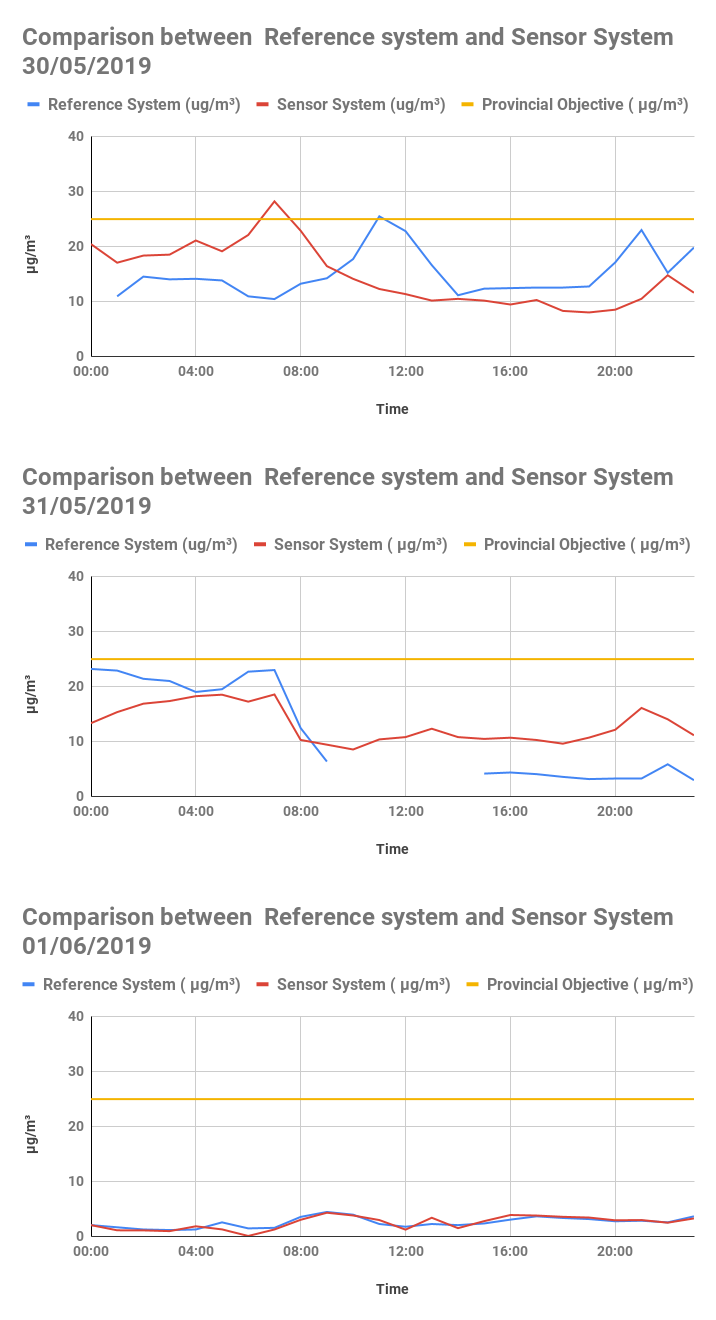 Comparison between  Reference system and Sensor System
30/05/2019
Reference System (ug/m³) Sensor System (ug/m³) Provincial Objective ( µg/m³)
40
30
20
10
0
µg/m³
00:00 04:00 08:00 12:00 16:00 20:00
Time
Comparison between  Reference system and Sensor System
31/05/2019
Reference System (ug/m³) Sensor System ( µg/m³) Provincial Objective ( µg/m³)
40
30
20
10
0
µg/m³
00:00 04:00 08:00 12:00 16:00 20:00
Time
Comparison between  Reference system and Sensor System
01/06/2019
Reference System ( µg/m³) Sensor System ( µg/m³) Provincial Objective ( µg/m³)
40
30
20
10
0
µg/m³
00:00 04:00 08:00 12:00 16:00 20:00
Time